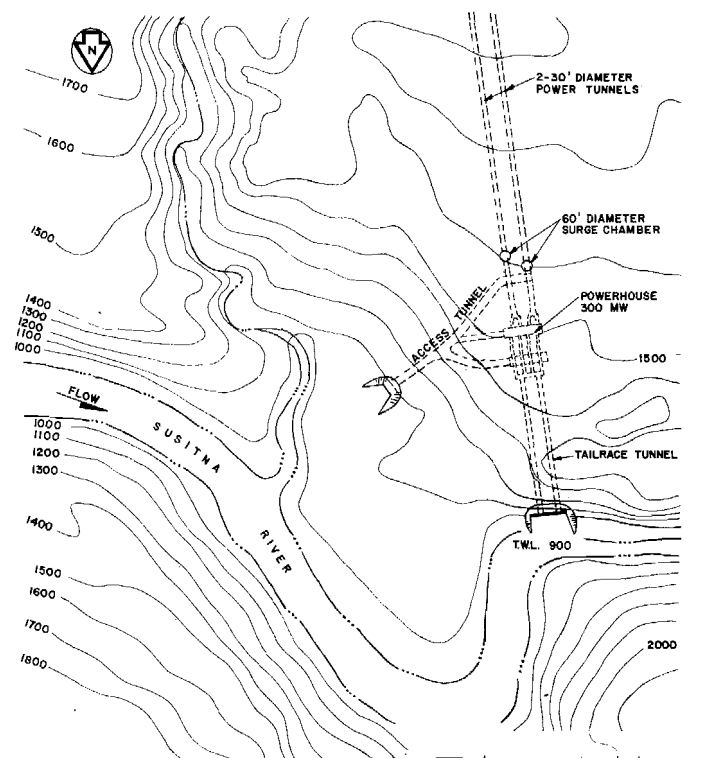 N
1700
1600
1500
1400
1300
1200
1100
1000
FLOW
SUSITNA
RIVER
1000
1100
1200
1300
1400
1500
1600
1700
1800
2-30' DIAMETER
POWER TUNNELS
60' DIAMETER
SURGE CHAMBER
ACCESS TUNNEL
POWERHOUSE
300 MW
1500
TAILRACE TUNNEL
T.W.L. 900
2000